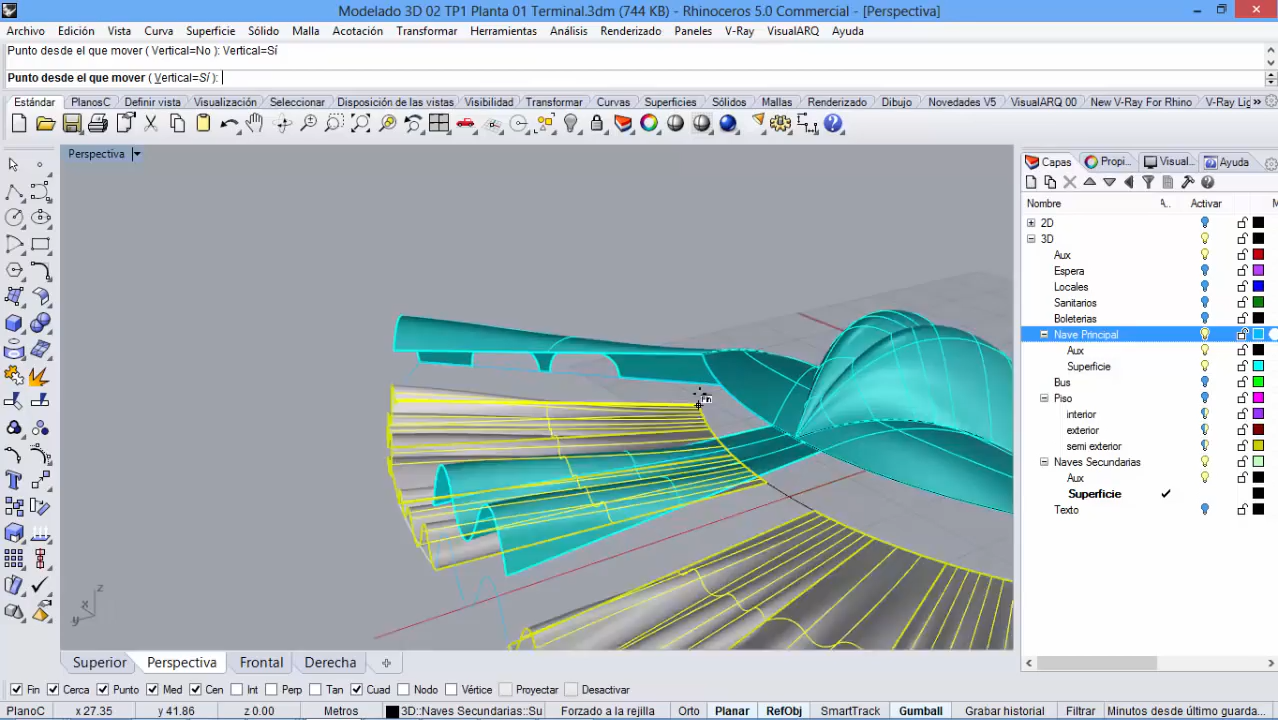 Modelado 3D 02 TP1 Planta 01 Terminal.3dm (744 KB) - Rhinoceros 5.0 Commercial - [Perspectiva]
Archivo Edición Vista Curva Superficie Sólido Malla Acotación Transformar Herramientas Análisis Renderizado Paneles V-Ray VisualARQ Ayuda
Punto desde el que mover ( Vertical=No ): Vertical=Sí
Punto desde el que mover ( Vertical=Sí ):
Estándar PlanosC Definir vista Visualización Seleccionar Disposición de las vistas Visibilidad Transformar Curvas Superficies Sólidos Mallas Renderizado Dibujo Novedades V5 VisualARQ 00 New V-Ray For Rhino V-Ray Lig »
Perspectiva
Capas Propi... Visual... Ayuda
Nombre A... Activar M
2D
3D
Aux
Espera
Locales
Sanitarios
Boleterias
Nave Principal
Aux
Superficie
Bus
Piso
interior
exterior
semi exterior
Naves Secundarias
Aux
Superficie
Texto
Fin
z
x
y
Superior Perspectiva Frontal Derecha
Fin Cerca Punto Med Cen Int Perp Tan Cuad Nodo Vértice Proyectar Desactivar
PlanoC x 27.35 y 41.86 z 0.00 Metros 3D::Naves Secundarias::Su Forzado a la rejilla Orto Planar RefObj SmartTrack Gumball Grabar historial Filtrar Minutos desde último guarda...